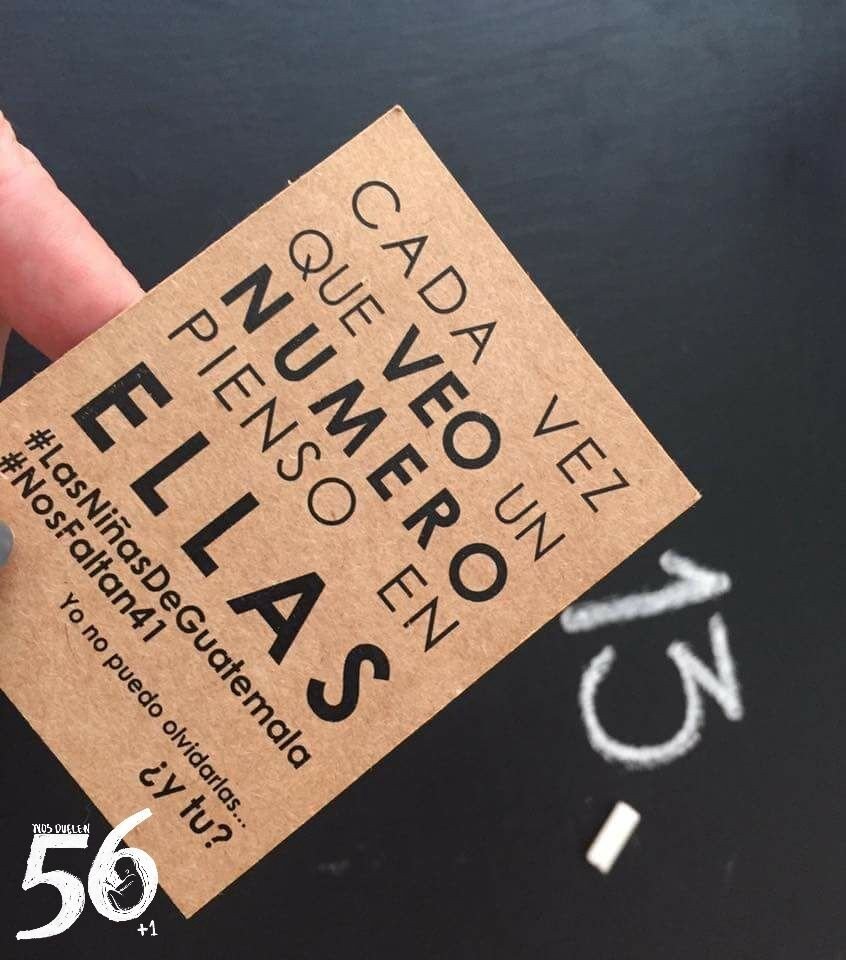 CADA VEZ
QUE VEO UN
NUMERO
PIENSO EN
ELLAS
#LasNiñasDeGuatemala
#NosFaltan41
Yo no puedo olvidarlas...
¿y tu?
13
NOS DUELEN
56
+1